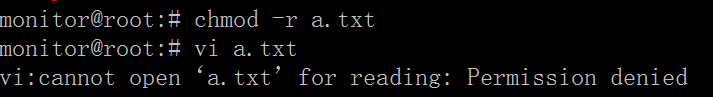 monitor@root:# chmod -r a.txt
monitor@root:# vi a.txt
vi:cannot open ‘a.txt’ for reading: Permission denied